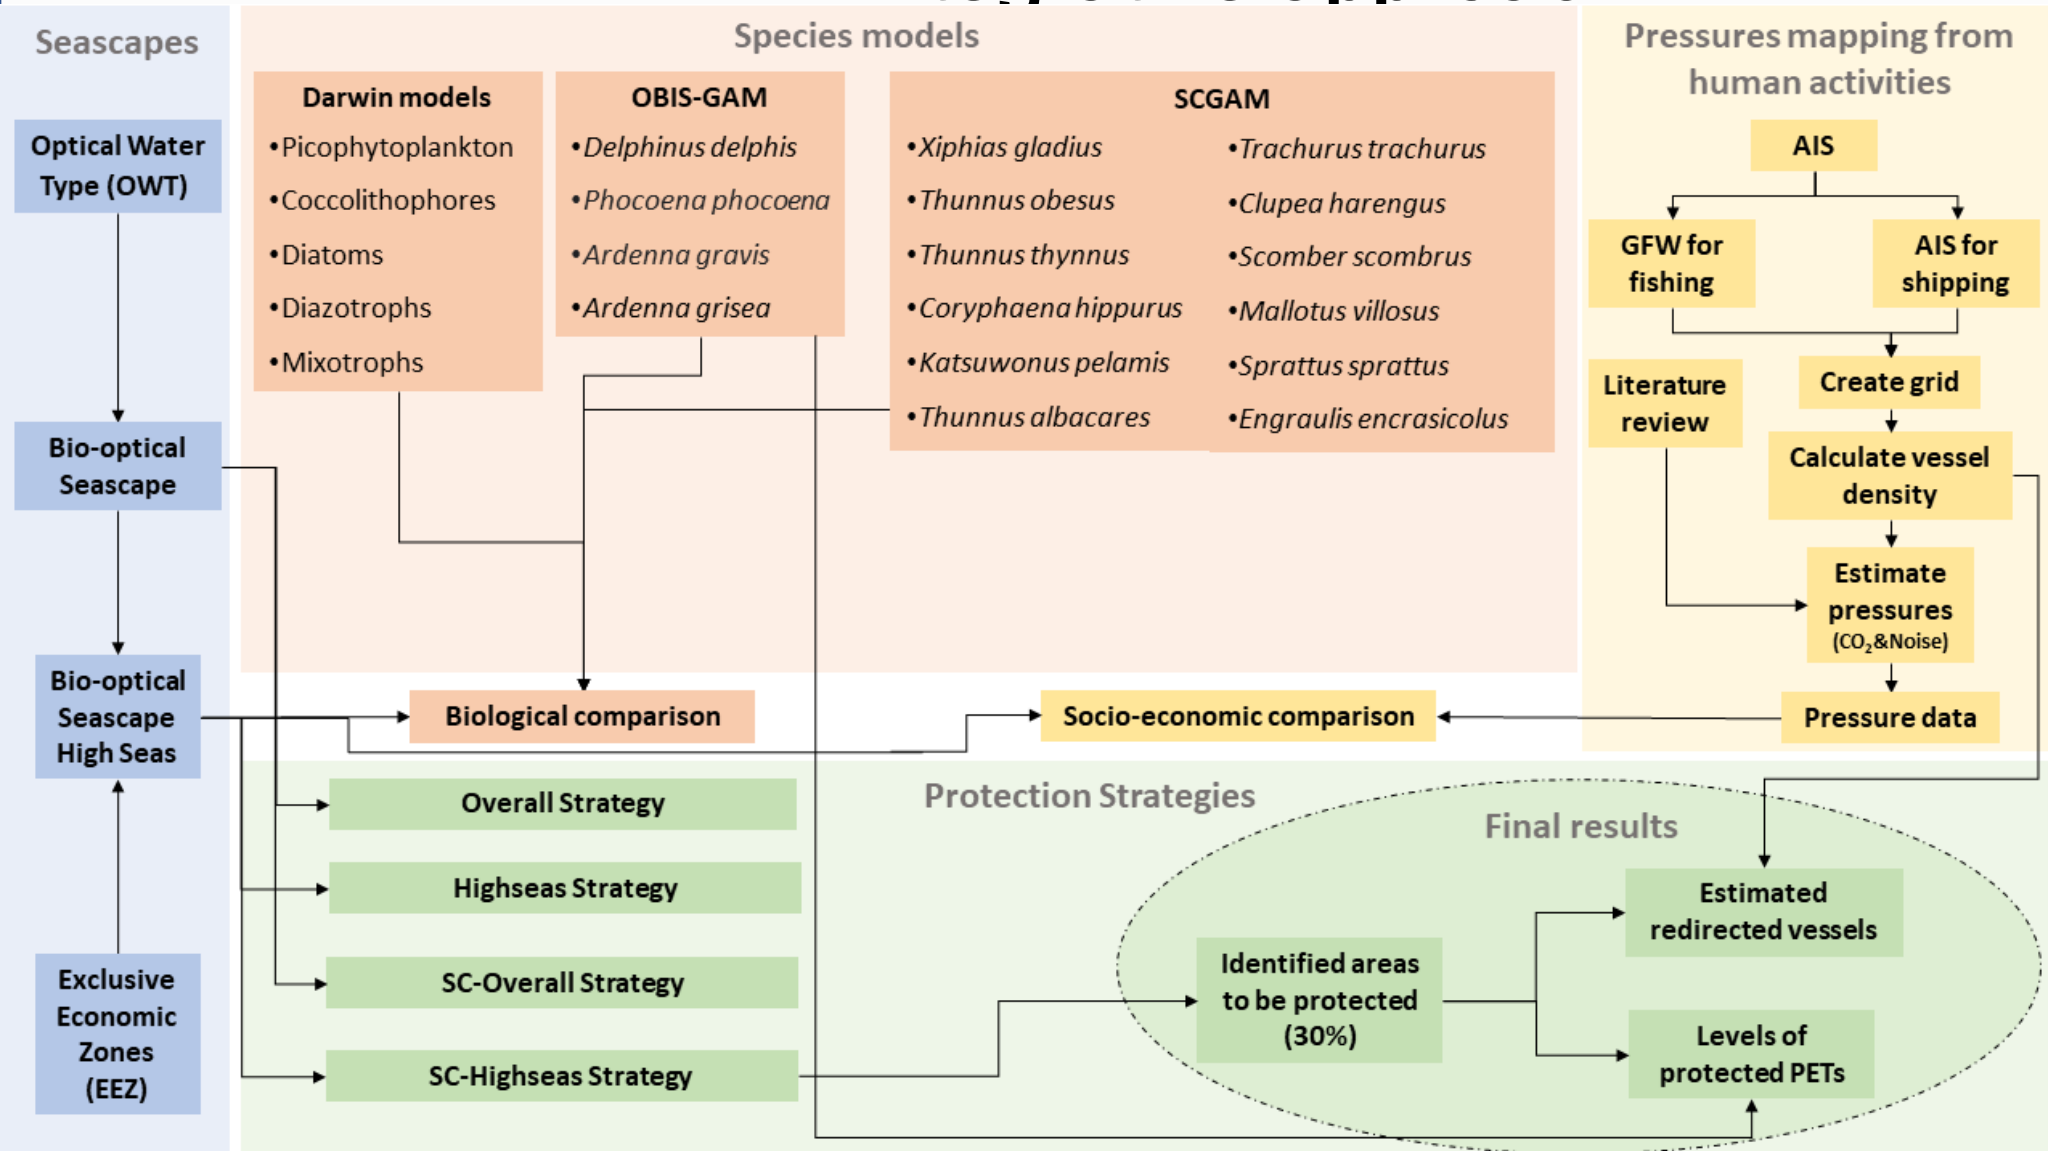 Seascapes
Optical Water
Type (OWT)
Bio-optical
Seascape
Bio-optical
Seascape
High Seas
Exclusive
Economic
Zones
(EEZ)
Species models
Darwin models
•Picophytoplankton
•Coccolithophores
•Diatoms
•Diazotrophs
•Mixotrophs
OBIS-GAM
•Delphinus delphis
•Phocoena phocoena
•Ardenna gravis
•Ardenna grisea
SCGAM
•Xiphias gladius
•Thunnus obesus
•Thunnus thynnus
•Coryphaena hippurus
•Katsuwonus pelamis
•Thunnus albacares
•Trachurus trachurus
•Clupea harengus
•Scomber scombrus
•Mallotus villosus
•Sprattus sprattus
•Engraulis encrasicolus
Pressures mapping from
human activities
AIS
GFW for
fishing
AIS for
shipping
Create grid
Literature
review
Calculate vessel
density
Estimate
pressures
(CO₂&Noise)
Pressure data
Biological comparison
Socio-economic comparison
Protection Strategies
Overall Strategy
Highseas Strategy
SC-Overall Strategy
SC-Highseas Strategy
Final results
Identified areas
to be protected
(30%)
Estimated
redirected vessels
Levels of
protected PETs